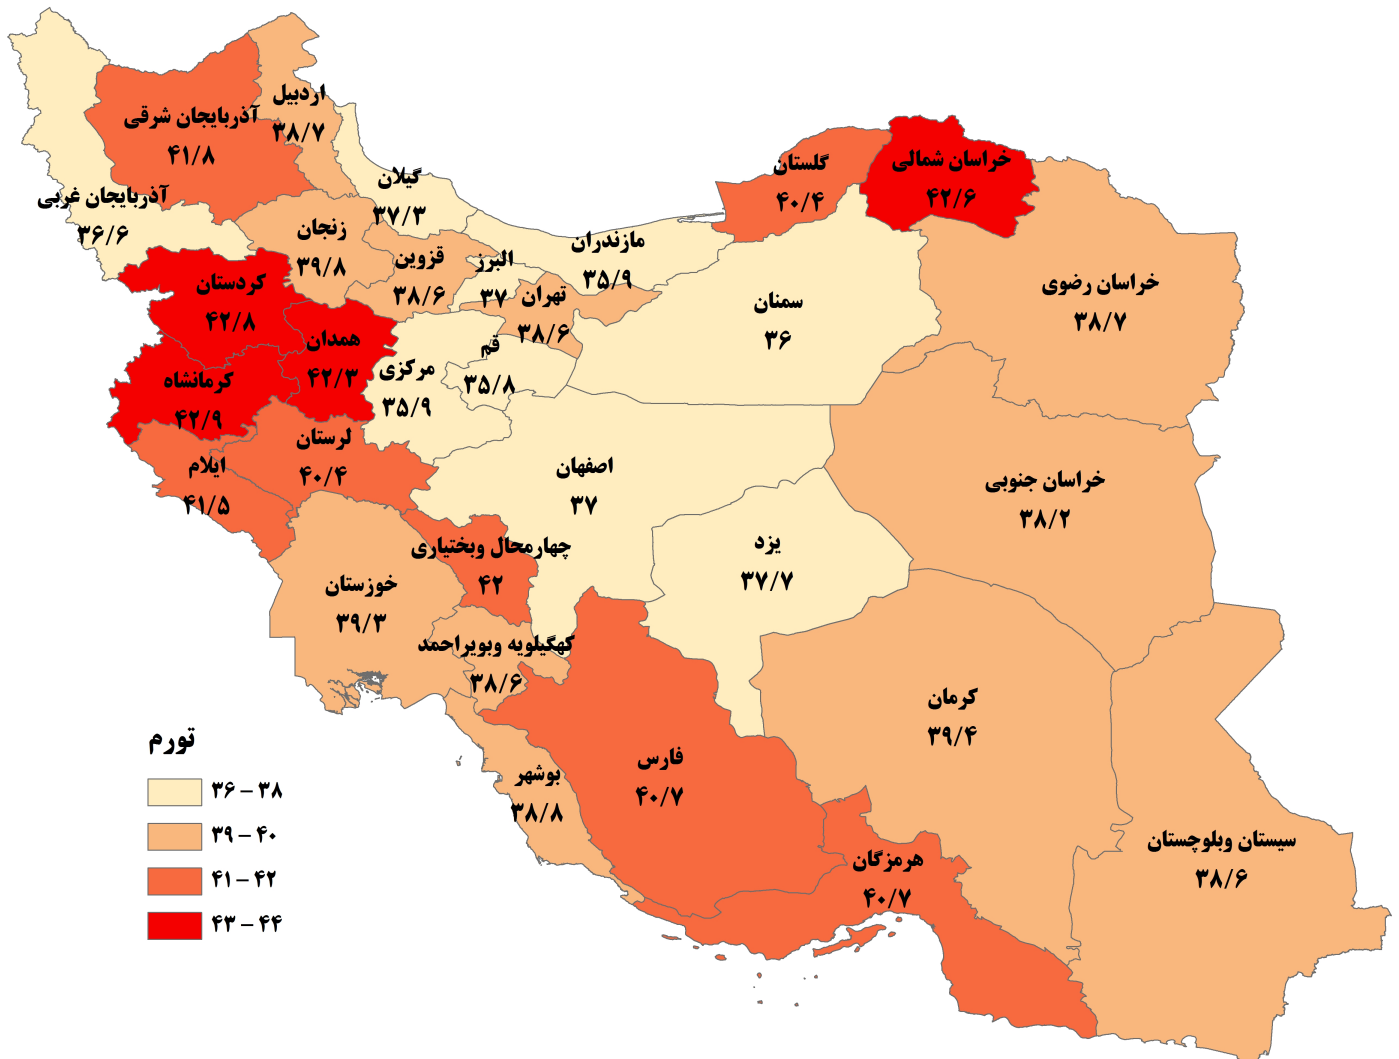 اردبیل
۳۸/۷
آذربایجان شرقی
۴۱/۸
گیلان
۳۷/۳
آذربایجان غربی
۳۶/۶
گلستان
۴۰/۴
خراسان شمالی
۴۲/۶
زنجان
۳۹/۸
قزوین
۳۸/۶
البرز
۳۷
مازندران
۳۵/۹
تهران
۳۸/۶
سمنان
۳۶
خراسان رضوی
۳۸/۷
کردستان
۴۲/۸
همدان
۴۲/۳
قم
۳۵/۸
مرکزی
۳۵/۹
کرمانشاه
۴۲/۹
لرستان
۴۰/۴
ایلام
۴۱/۵
اصفهان
۳۷
خراسان جنوبی
۳۸/۲
یزد
۳۷/۷
چهارمحال وبختیاری
۴۲
خوزستان
۳۹/۳
کهگیلویه وبویراحمد
۳۸/۶
کرمان
۳۹/۴
فارس
۴۰/۷
بوشهر
۳۸/۸
هرمزگان
۴۰/۷
سیستان وبلوچستان
۳۸/۶
تورم
۳۶ – ۳۸
۳۹ – ۴۰
۴۱ – ۴۲
۴۳ – ۴۴